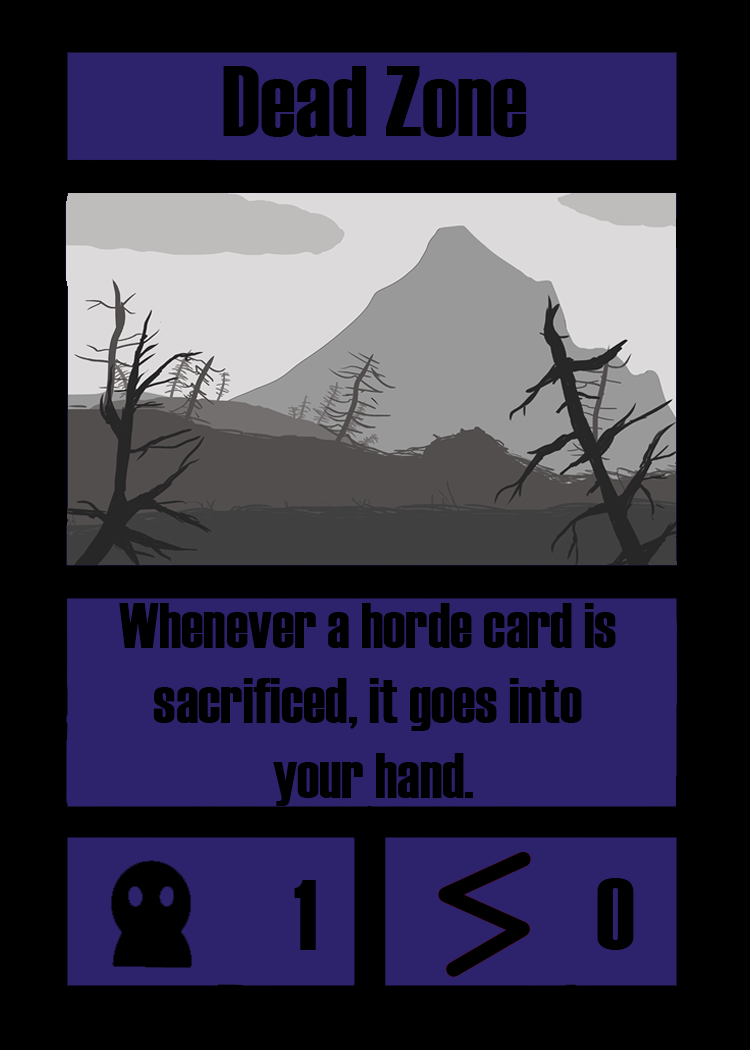 Dead Zone
Whenever a horde card is
sacrificed, it goes into
your hand.
1
0